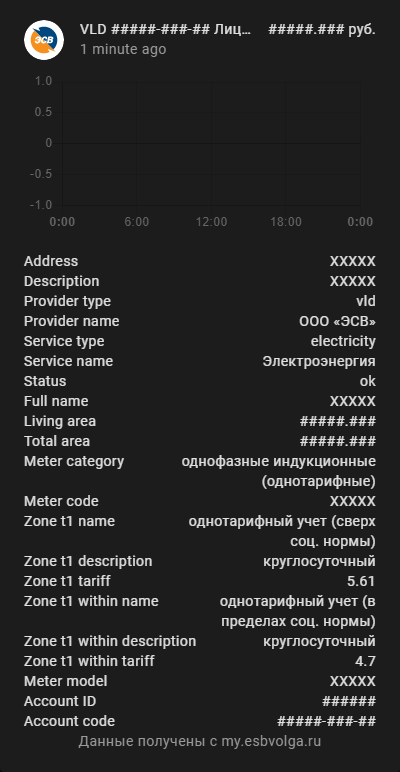 ЭСВ
VLD #####-###-## Лиц... #####.### руб.
1 minute ago
1.0
0.5
0
-0.5
-1.0
0:00 6:00 12:00 18:00 0:00
Address XXXXX
Description XXXXX
Provider type vld
Provider name ООО «ЭСВ»
Service type electricity
Service name Электроэнергия
Status ok
Full name XXXXX
Living area #####.###
Total area #####.###
Meter category однофазные индукционные
(однотарифные)
Meter code XXXXX
Zone t1 name однотарифный учет (сверх
соц. нормы)
Zone t1 description круглосуточный
Zone t1 tariff 5.61
Zone t1 within name однотарифный учет (в
пределах соц. нормы)
Zone t1 within description круглосуточный
Zone t1 within tariff 4.7
Meter model XXXXX
Account ID ######
Account code #####-###-##
Данные получены с my.esbvolga.ru